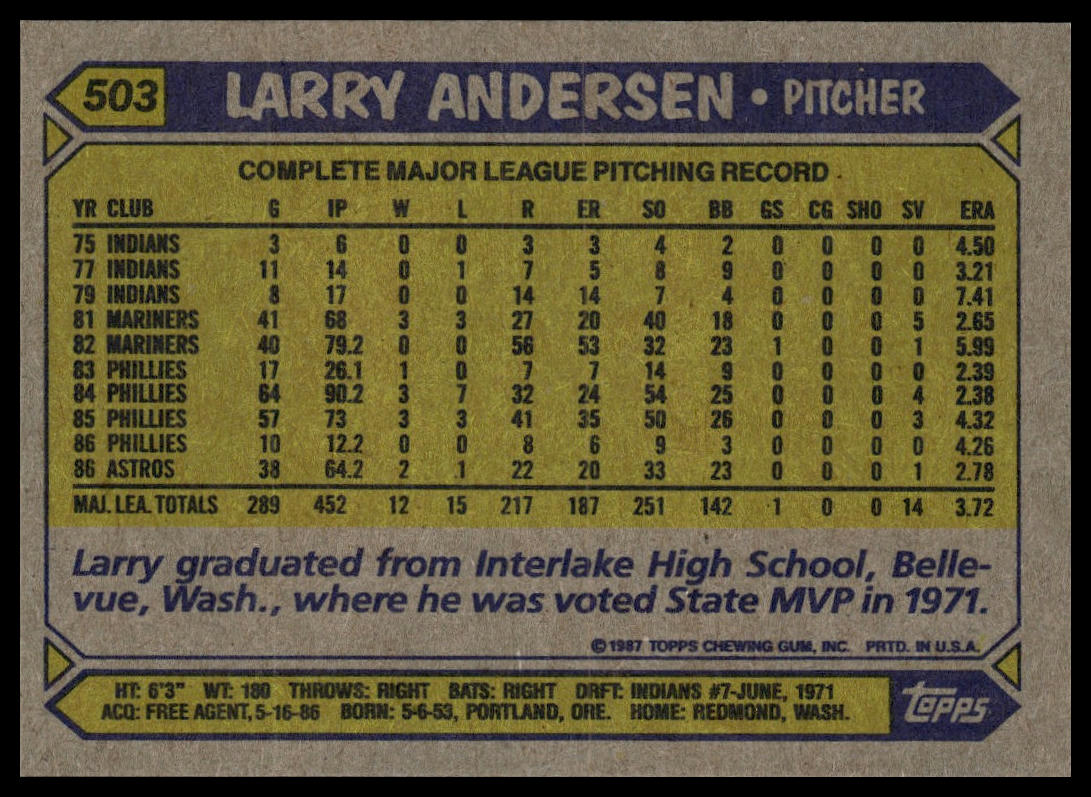 503 LARRY ANDERSEN • PITCHER
COMPLETE MAJOR LEAGUE PITCHING RECORD
YR CLUB G IP W L R ER SO BB GS CG SHO SV ERA
75 INDIANS 3 6 0 0 3 3 4 2 0 0 0 0 4.50
77 INDIANS 11 14 0 1 7 5 8 9 0 0 0 0 3.21
79 INDIANS 8 17 0 0 14 14 7 4 0 0 0 0 7.41
81 MARINERS 41 68 3 3 27 20 40 18 0 0 0 5 2.65
82 MARINERS 40 79.2 0 0 56 53 32 23 1 0 0 1 5.99
83 PHILLIES 17 26.1 1 0 7 7 14 9 0 0 0 0 2.39
84 PHILLIES 64 90.2 3 7 32 24 54 25 0 0 0 4 2.38
85 PHILLIES 57 73 3 3 41 35 50 26 0 0 0 3 4.32
86 PHILLIES 10 12.2 0 0 8 6 9 3 0 0 0 0 4.26
86 ASTROS 38 64.2 2 1 22 20 33 23 0 0 0 1 2.78
MAJ. LEA. TOTALS 289 452 12 15 217 187 251 142 1 0 0 14 3.72
Larry graduated from Interlake High School, Belle-
vue, Wash., where he was voted State MVP in 1971.
©1987 TOPPS CHEWING GUM, INC. PRTD. IN U.S.A.
HT: 6'3" WT: 180 THROWS: RIGHT BATS: RIGHT DRFT: INDIANS #7-JUNE, 1971
ACQ: FREE AGENT, 5-16-86 BORN: 5-6-53, PORTLAND, ORE. HOME: REDMOND, WASH.
topps